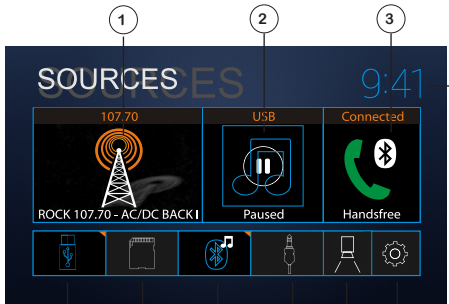 1 2 3
SOURCES 9:41
107.70 USB Connected
ROCK 107.70 - AC/DC BACK I Paused Handsfree